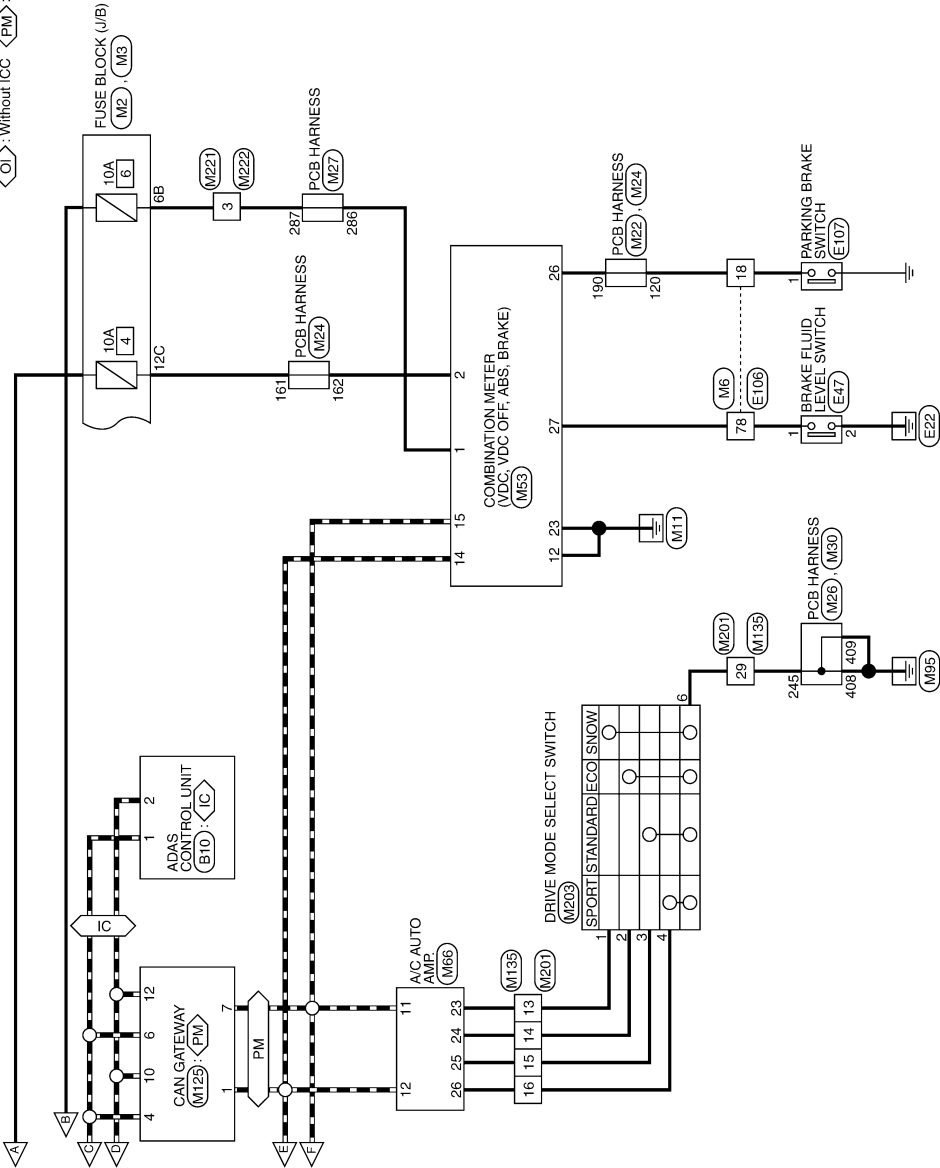 PM :
OI : Without ICC
FUSE BLOCK (J/B)
M2 , M3
10A
6
6B
10A
4
12C
M221
M222
3
PCB HARNESS
M27
287
286
PCB HARNESS
M24
161
162
2
1
15
14
COMBINATION METER
(VDC, VDC OFF, ABS, BRAKE)
M53
26
27
23
12
M11
PCB HARNESS
M22 , M24
190
120
18
PARKING BRAKE
SWITCH
E107
1
M6
E106
78
BRAKE FLUID
LEVEL SWITCH
E47
1
2
E22
ADAS
CONTROL UNIT
B10 : IC
1
2
IC
CAN GATEWAY
M125 : PM
4
10
6
12
1
7
PM
A
B
C
D
E
F
A/C AUTO
AMP.
M66
12
11
26
25
24
23
M135
M201
16
15
14
13
DRIVE MODE SELECT SWITCH
M203
SPORT
STANDARD
ECO
SNOW
1
2
3
4
6
M201
M135
29
PCB HARNESS
M26 , M30
245
408
409
M95